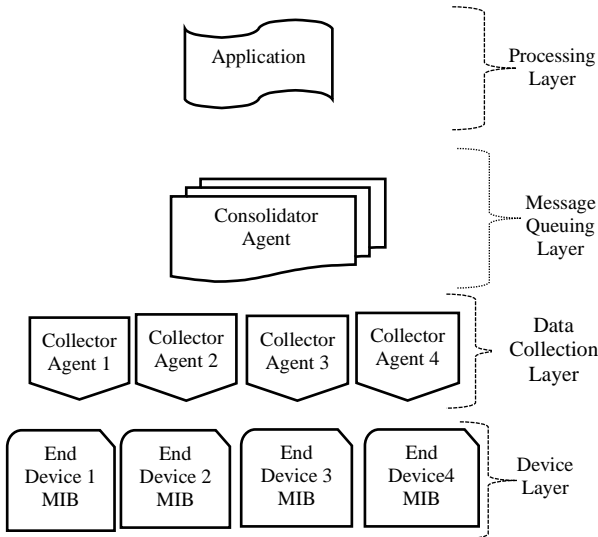 Application
Processing
Layer
Consolidator
Agent
Message
Queuing
Layer
Collector
Agent 1
Collector
Agent 2
Collector
Agent 3
Collector
Agent 4
Data
Collection
Layer
End
Device 1
MIB
End
Device 2
MIB
End
Device 3
MIB
End
Device4
MIB
Device
Layer